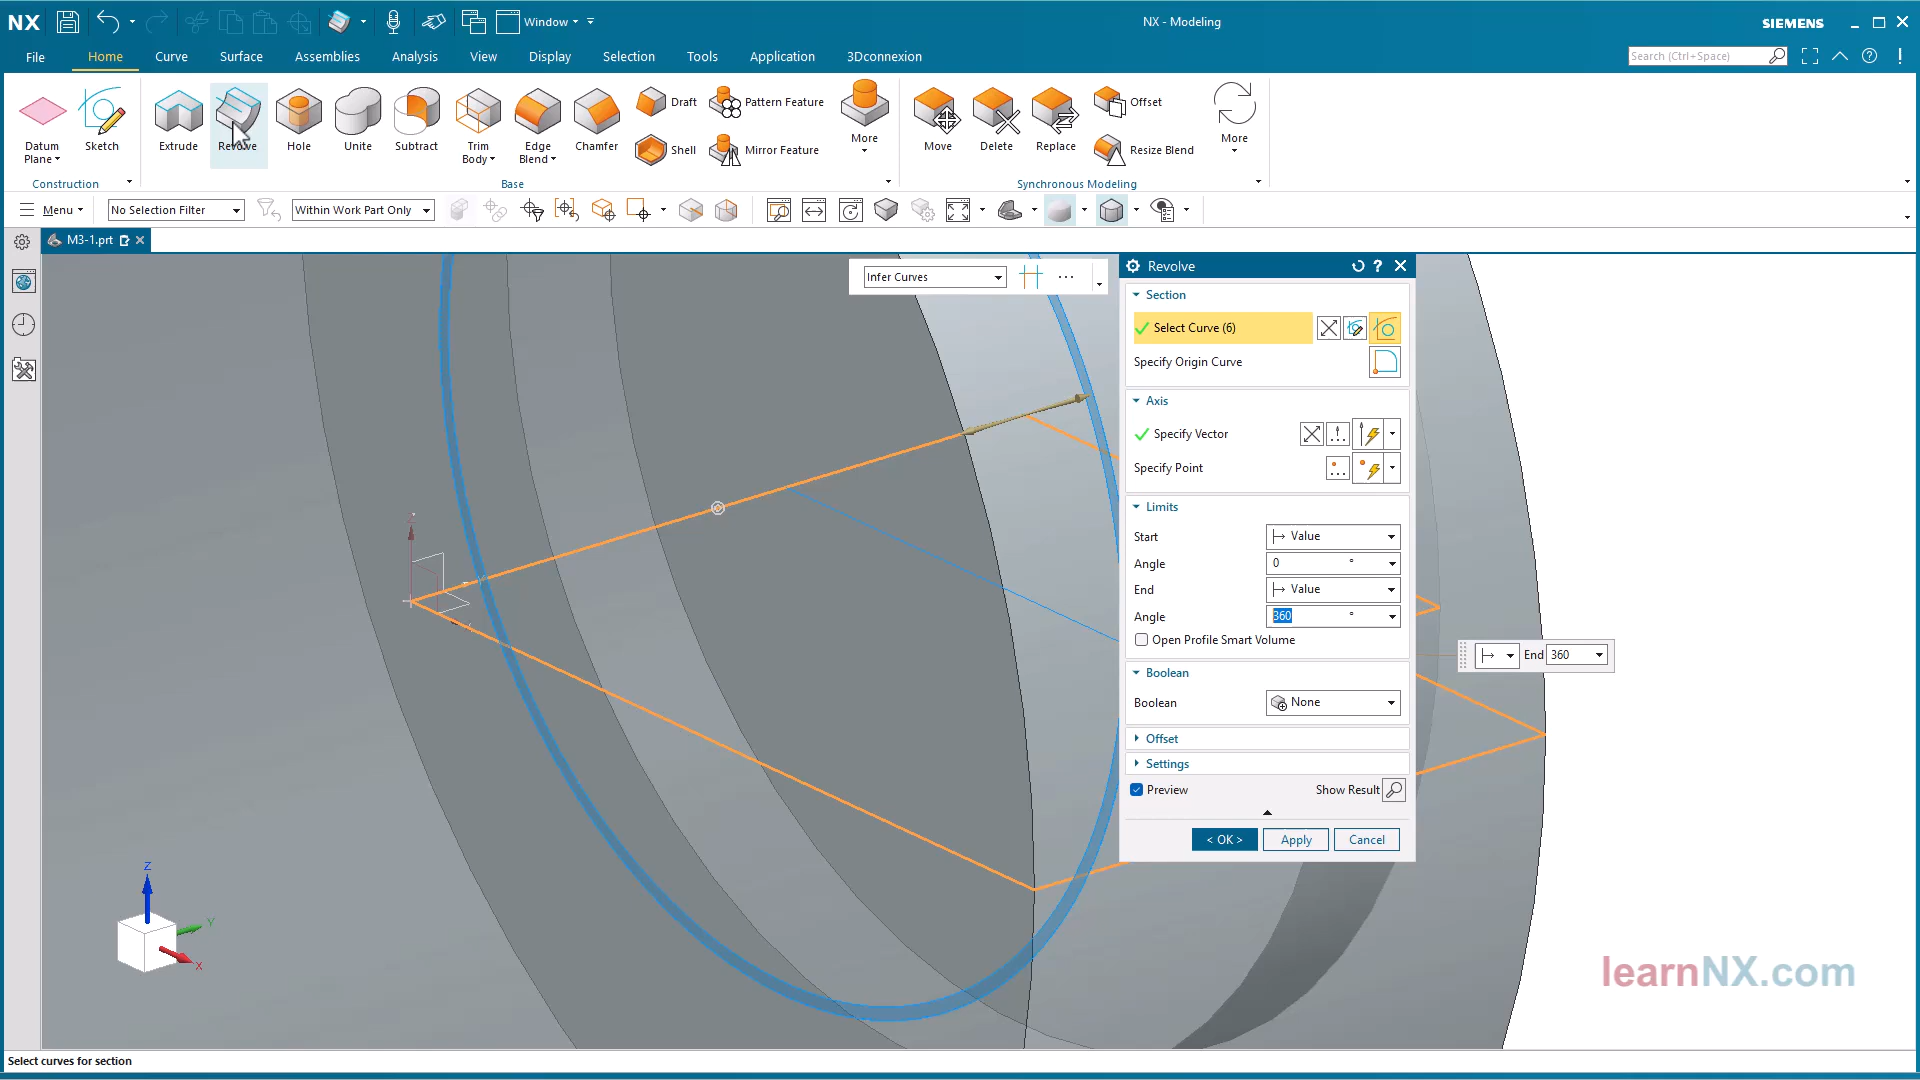 NX
Window
NX - Modeling
SIEMENS
File
Home
Curve
Surface
Assemblies
Analysis
View
Display
Selection
Tools
Application
3Dconnexion
Search (Ctrl+Space)
Datum
Plane
Sketch
Extrude
Revolve
Hole
Unite
Subtract
Trim
Body
Edge
Blend
Chamfer
Draft
Shell
Pattern Feature
Mirror Feature
More
Move
Delete
Replace
Offset
Resize Blend
More
Construction
Base
Synchronous Modeling
Menu
No Selection Filter
Within Work Part Only
M3-1.prt
Infer Curves
Revolve
Section
Select Curve (6)
Specify Origin Curve
Axis
Specify Vector
Specify Point
Limits
Start
Value
Angle
0 °
End
Value
Angle
360 °
Open Profile Smart Volume
Boolean
Boolean
None
Offset
Settings
Preview
Show Result
< OK >
Apply
Cancel
End 360
Z
Y
X
learnNX.com
Select curves for section